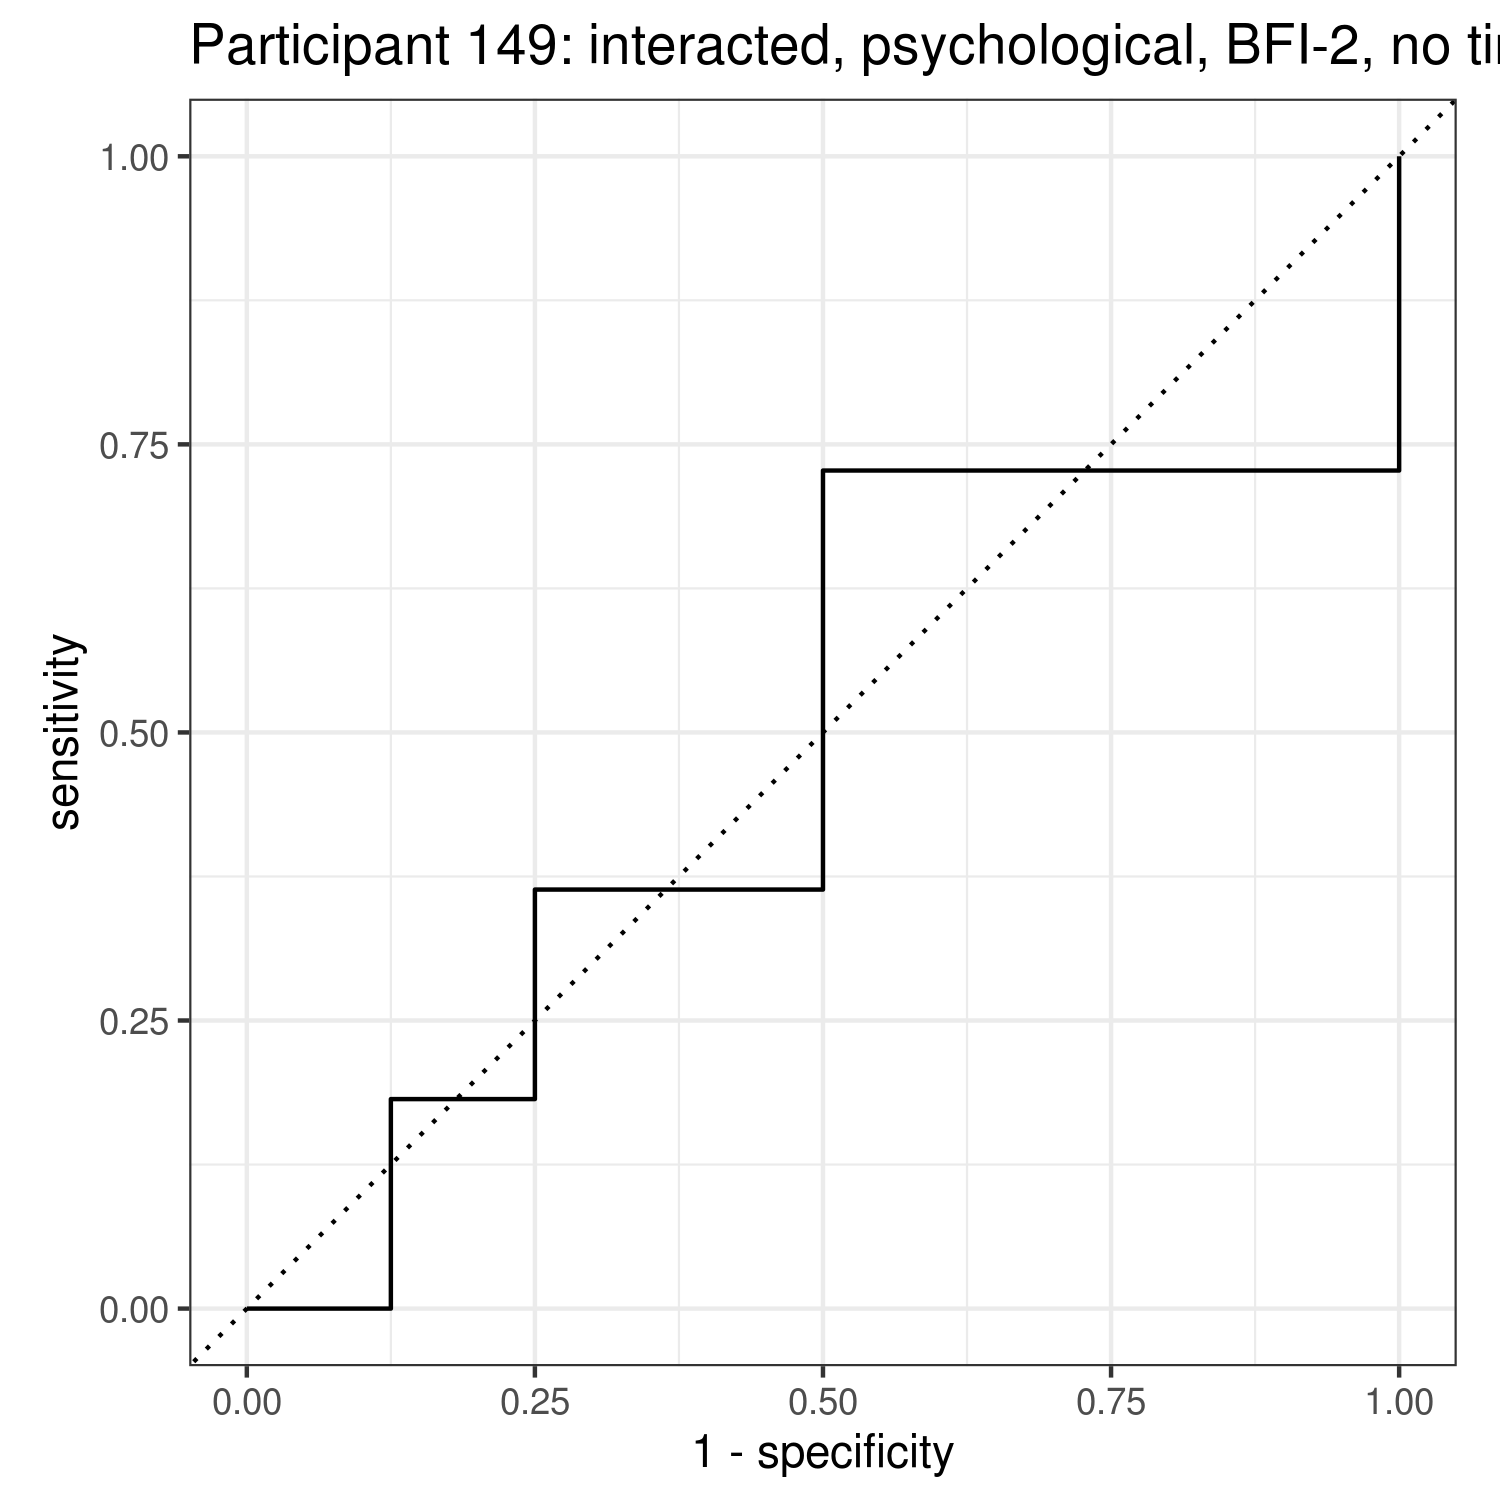 Participant 149: interacted, psychological, BFI-2, no
1.00
0.75
0.50
0.25
0.00
sensitivity
0.00 0.25 0.50 0.75 1.00
1 - specificity